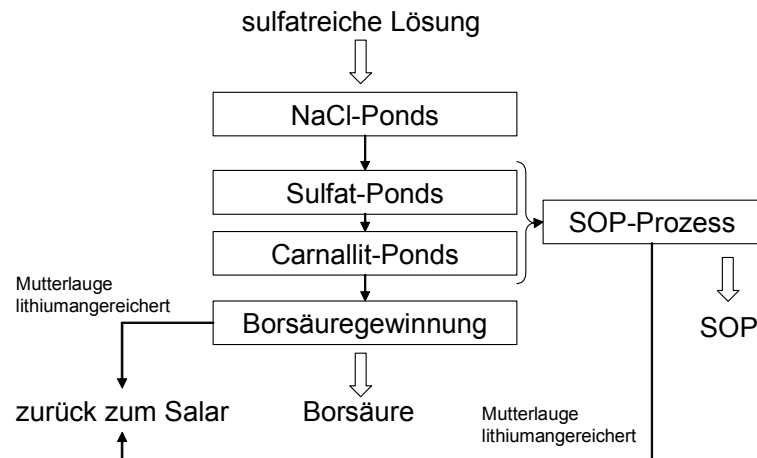 sulfatreiche Lösung
NaCl-Ponds
Sulfat-Ponds
SOP-Prozess
Carnallit-Ponds
Mutterlauge
lithiumangereichert
Borsäuregewinnung
SOP
zurück zum Salar
Borsäure
Mutterlauge
lithiumangereichert